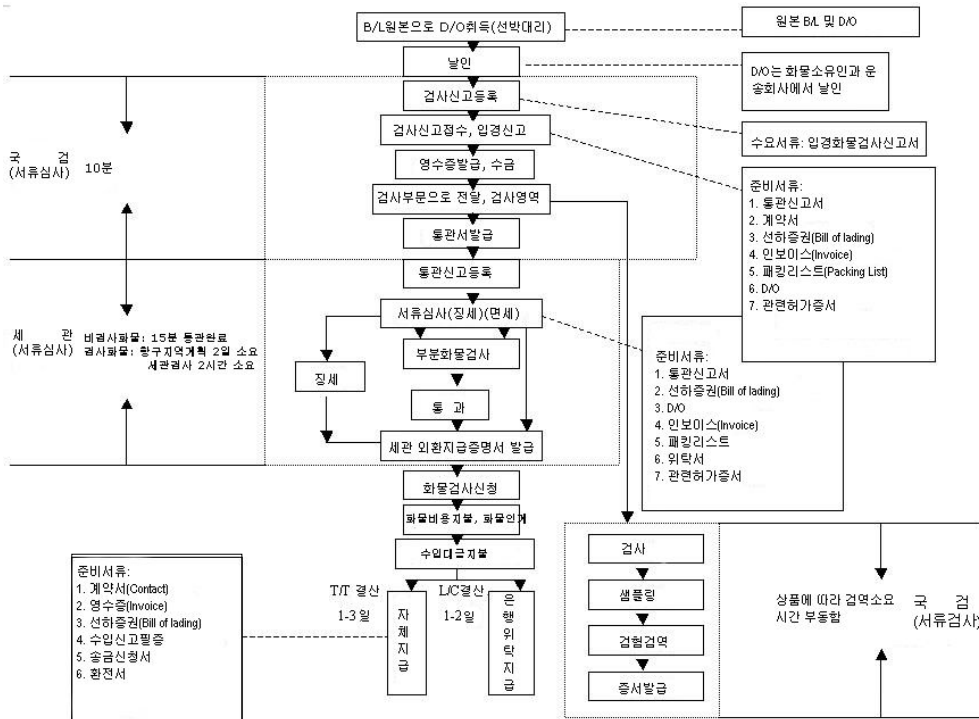 B/L원본으로 D/O취득(선박대리)
원본 B/L 및 D/O
날인
D/O는 화물소유인과 운
송회사에서 날인
검사신고등록
검사신고접수, 입경신고
수요서류: 입경화물검사신고서
국 검
(서류심사)
10분
영수증발급, 수금
검사부문으로 전달, 검사영역
통관서발급
준비서류:
1. 통관신고서
2. 계약서
3. 선하증권(Bill of lading)
4. 인보이스(Invoice)
5. 패킹리스트(Packing List)
6. D/O
7. 관련허가증서
통관신고등록
서류심사(징세)(면세)
세 관
(서류심사)
비검사화물: 15분 통관완료
검사화물: 항구지역계획 2일 소요
세관검사 2시간 소요
부분화물검사
징세
통 과
세관 외환지급증명서 발급
준비서류:
1. 통관신고서
2. 선하증권(Bill of lading)
3. D/O
4. 인보이스(Invoice)
5. 패킹리스트
6. 위탁서
7. 관련허가증서
화물검사신청
화물비용지불, 화물인계
수입대금지불
T/T 결산
1-3일
L/C결산
1-2일
자체지급
은행위탁지급
준비서류:
1. 계약서(Contact)
2. 영수증(Invoice)
3. 선하증권(Bill of lading)
4. 수입신고필증
5. 송금신청서
6. 환전서
검사
샘플링
검험검역
증서발급
상품에 따라 검역소요
시간 부동함
국 검
(서류검사)